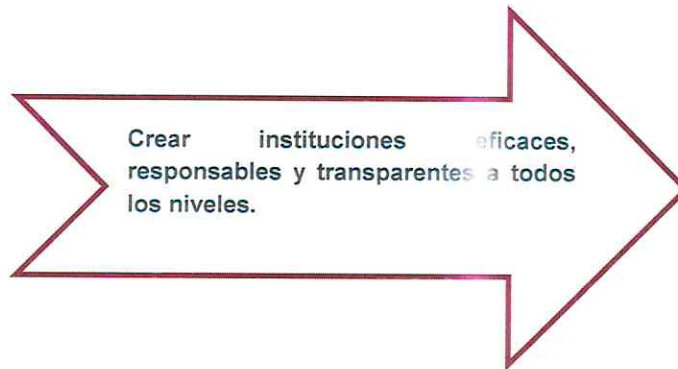 Crear instituciones eficaces,
responsables y transparentes a todos
los niveles.